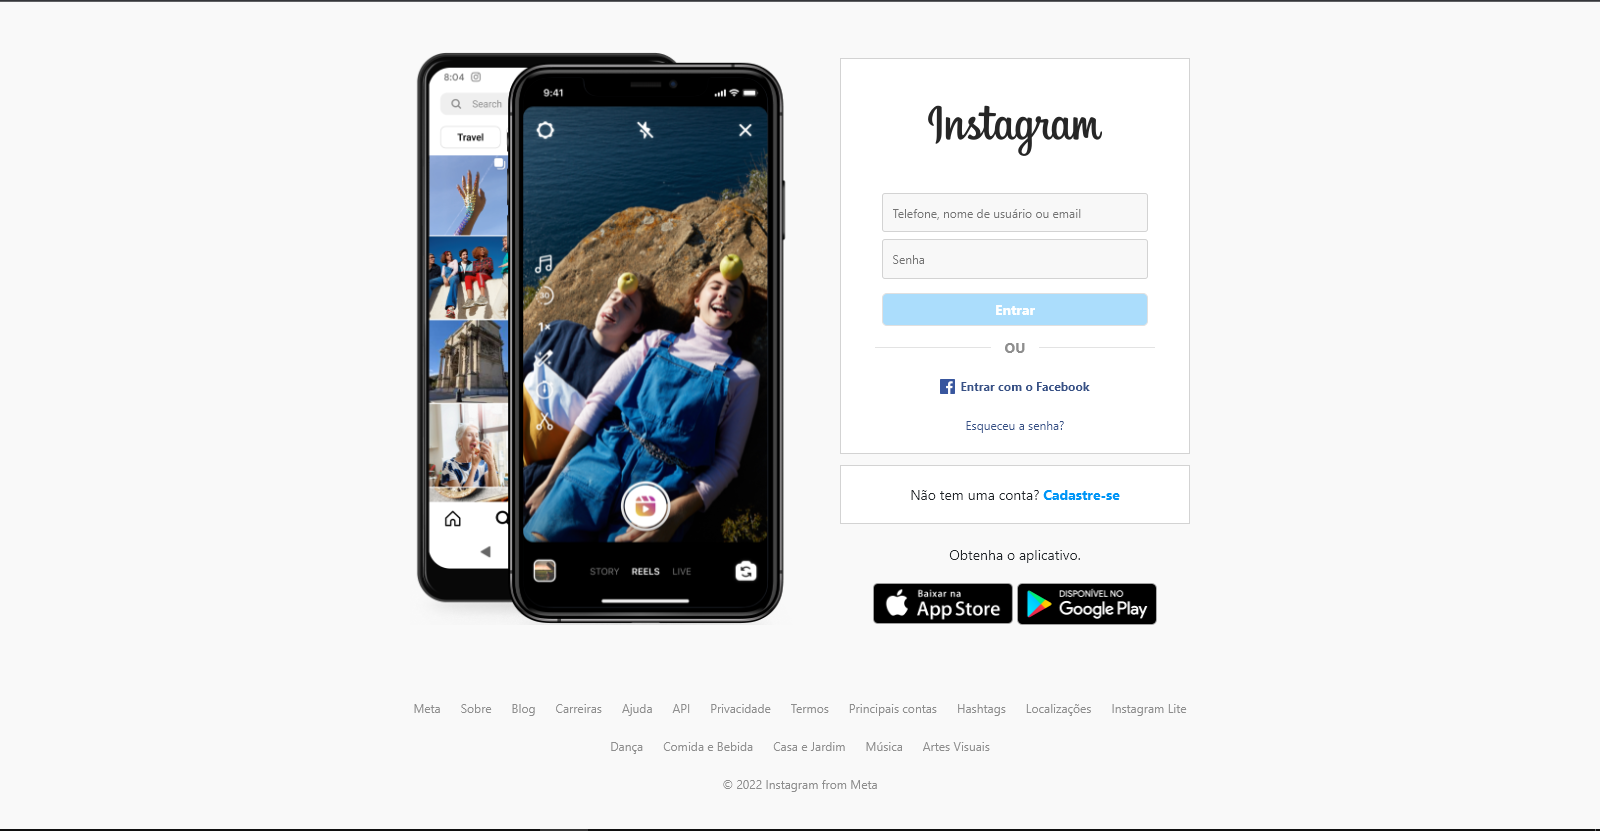 8:04
Search
Travel
9:41
30
1×
STORY REELS LIVE
Instagram
Telefone, nome de usuário ou email
Senha
Entrar
OU
Entrar com o Facebook
Esqueceu a senha?
Não tem uma conta? Cadastre-se
Obtenha o aplicativo.
Baixar na
App Store
DISPONÍVEL NO
Google Play
Meta Sobre Blog Carreiras Ajuda API Privacidade Termos Principais contas Hashtags Localizações Instagram Lite
Dança Comida e Bebida Casa e Jardim Música Artes Visuais
© 2022 Instagram from Meta